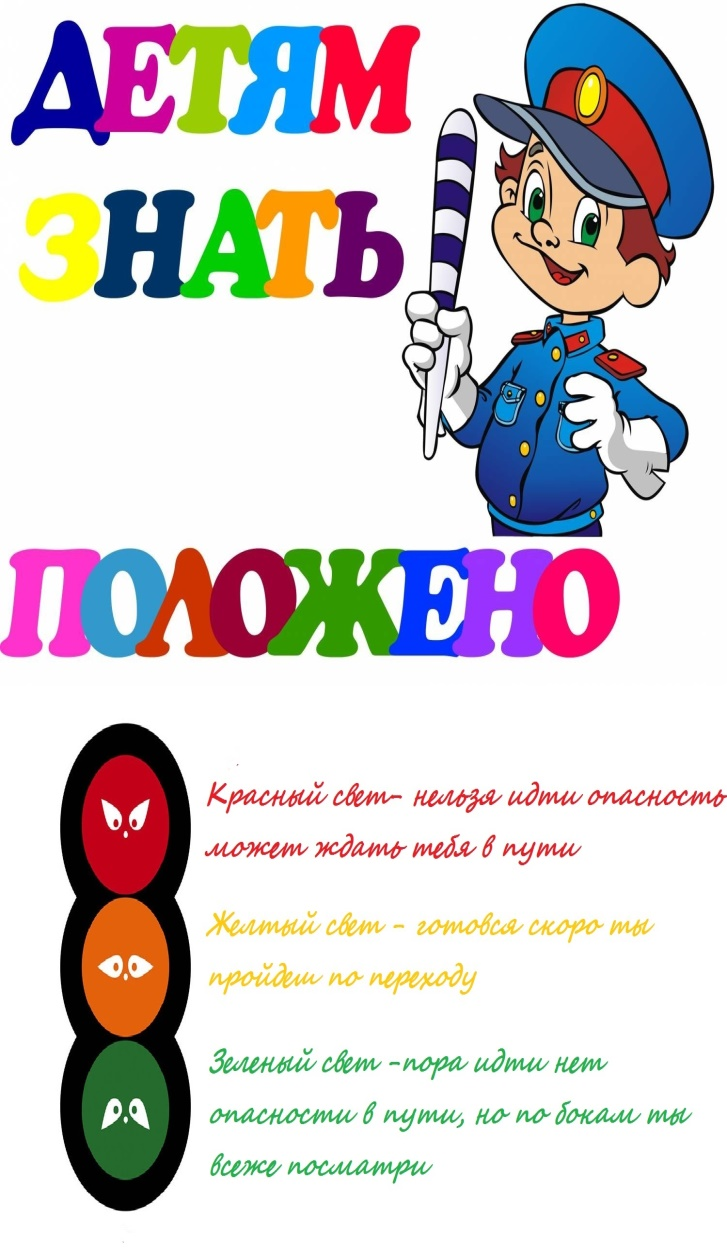 ДЕТЯМ
ЗНАТЬ
ПОЛОЖЕНО
Красный свет- нельзя идти опасность
может ждать тебя в пути
Желтый свет - готовся скоро ты
пройдеш по переходу
Зеленый свет -пора идти нет
опасности в пути, но по бокам ты
всеже посматри